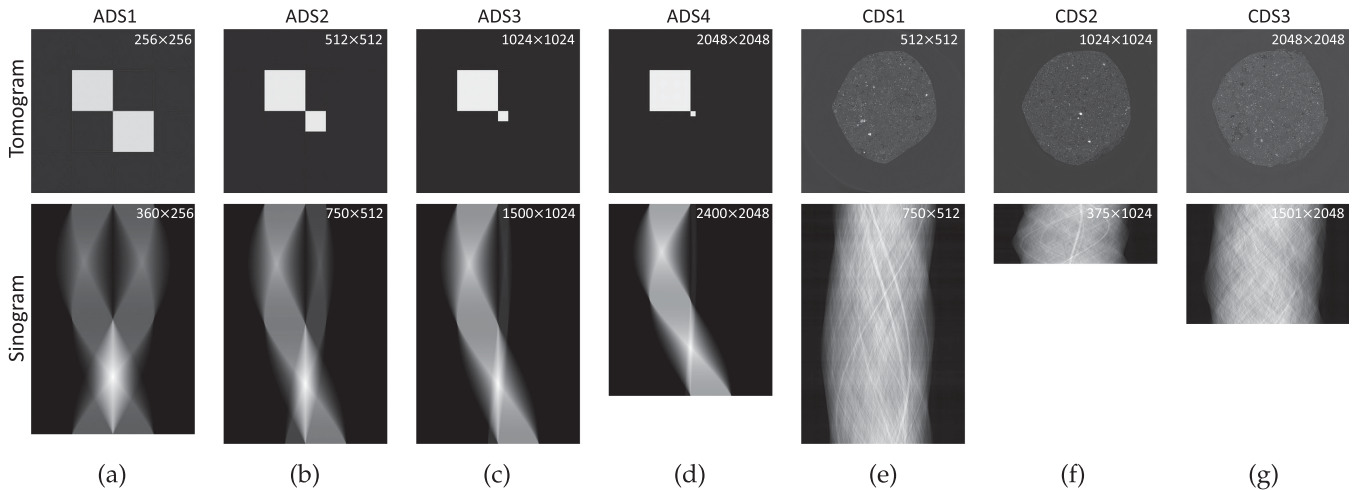 ADS1 ADS2 ADS3 ADS4 CDS1 CDS2 CDS3
Tomogram
256×256 512×512 1024×1024 2048×2048 512×512 1024×1024 2048×2048
Sinogram
360×256 750×512 1500×1024 2400×2048 750×512 375×1024 1501×2048
(a) (b) (c) (d) (e) (f) (g)